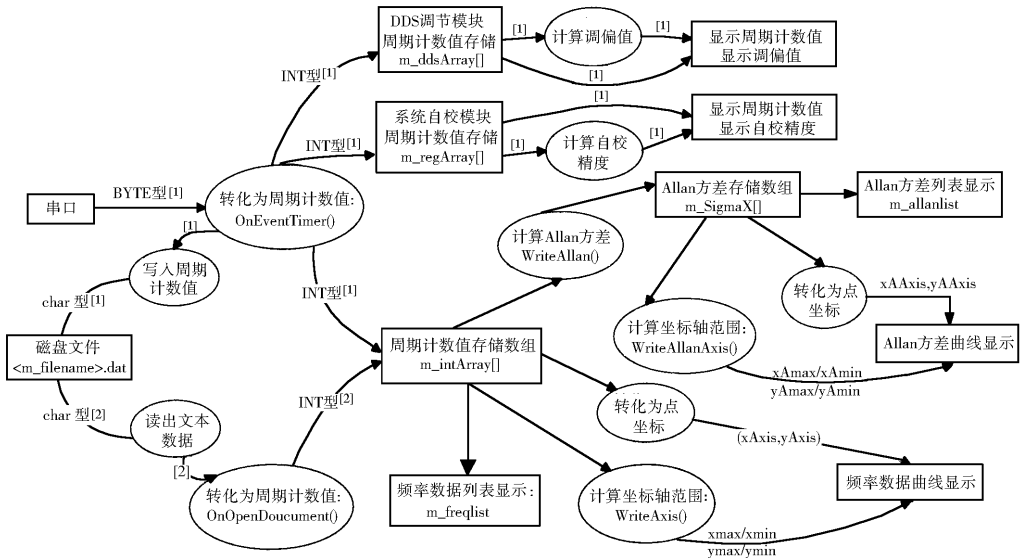 DDS调节模块
周期计数值存储
m_ddsArray[]
[1]
计算调偏值
[1]
显示周期计数值
显示调偏值
[1]
INT型[1]
系统自校模块
周期计数值存储
m_regArray[]
[1]
[1]
计算自校
精度
[1]
显示周期计数值
显示自校精度
INT型[1]
串口
BYTE型[1]
转化为周期计数值:
OnEventTimer()
[1]
写入周期
计数值
char 型[1]
磁盘文件
<m_filename>.dat
char 型[2]
读出文本
数据
[2]
转化为周期计数值:
OnOpenDoucument()
INT型[1]
INT型[2]
周期计数值存储数组
m_intArray[]
计算Allan方差
WriteAllan()
Allan方差存储数组
m_SigmaX[]
Allan方差列表显示
m_allanlist
转化为点
坐标
xAAxis,yAAxis
计算坐标轴范围:
WriteAllanAxis()
xAmax/xAmin
yAmax/yAmin
Allan方差曲线显示
转化为点
坐标
(xAxis,yAxis)
频率数据列表显示:
m_freqlist
计算坐标轴范围:
WriteAxis()
xmax/xmin
ymax/ymin
频率数据曲线显示